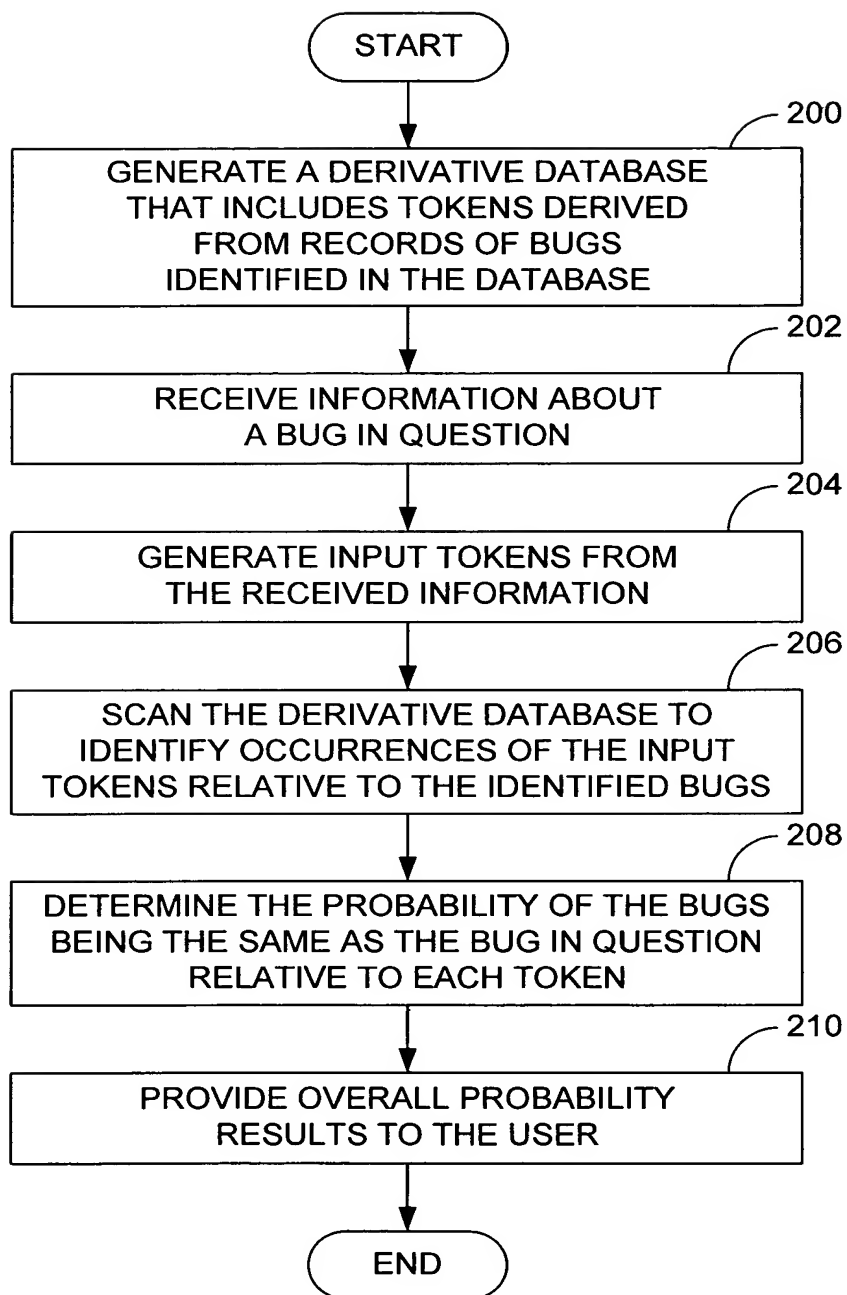 START
200
GENERATE A DERIVATIVE DATABASE
THAT INCLUDES TOKENS DERIVED
FROM RECORDS OF BUGS
IDENTIFIED IN THE DATABASE
202
RECEIVE INFORMATION ABOUT
A BUG IN QUESTION
204
GENERATE INPUT TOKENS FROM
THE RECEIVED INFORMATION
206
SCAN THE DERIVATIVE DATABASE TO
IDENTIFY OCCURRENCES OF THE INPUT
TOKENS RELATIVE TO THE IDENTIFIED BUGS
208
DETERMINE THE PROBABILITY OF THE BUGS
BEING THE SAME AS THE BUG IN QUESTION
RELATIVE TO EACH TOKEN
210
PROVIDE OVERALL PROBABILITY
RESULTS TO THE USER
END